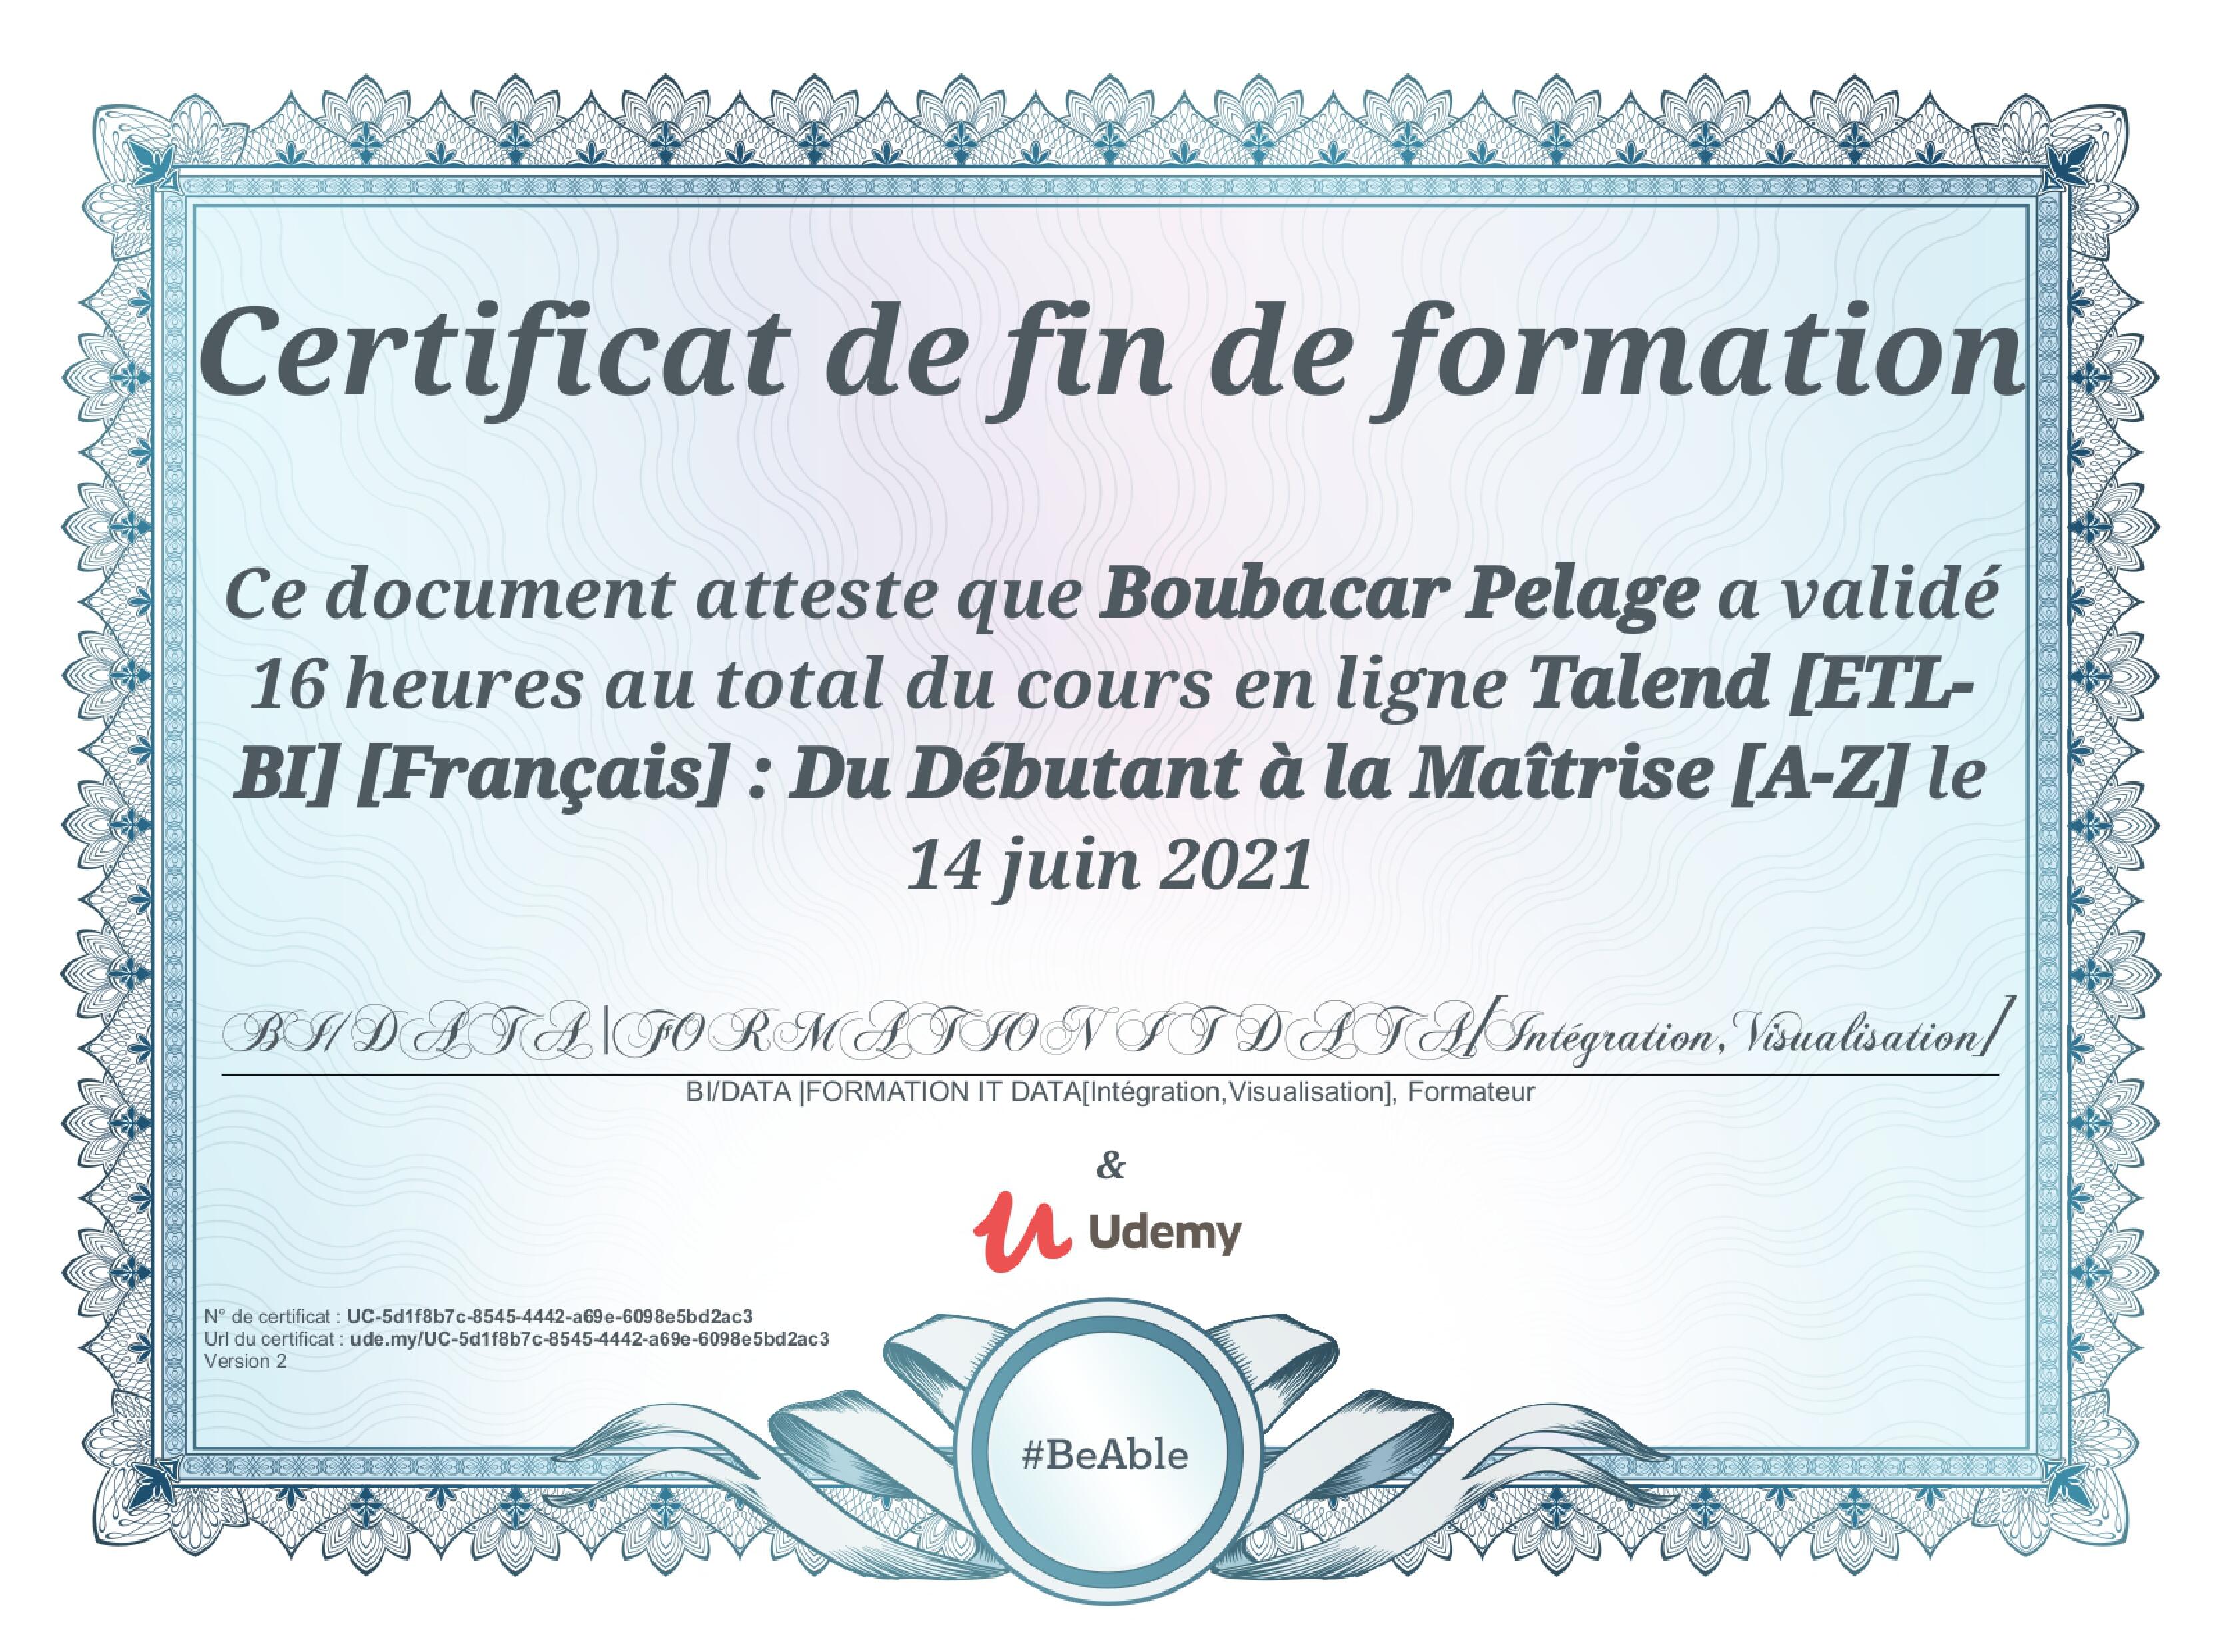 Certificat de fin de formation
Ce document atteste que Boubacar Pelage a validé
16 heures au total du cours en ligne Talend [ETL-
BI] [Français] : Du Débutant à la Maîtrise [A-Z] le
14 juin 2021
BI/DATA |FORMATION IT DATA[Intégration,Visualisation]
BI/DATA |FORMATION IT DATA[Intégration,Visualisation], Formateur
&
Udemy
N° de certificat : UC-5d1f8b7c-8545-4442-a69e-6098e5bd2ac3
Url du certificat : ude.my/UC-5d1f8b7c-8545-4442-a69e-6098e5bd2ac3
Version 2
#BeAble